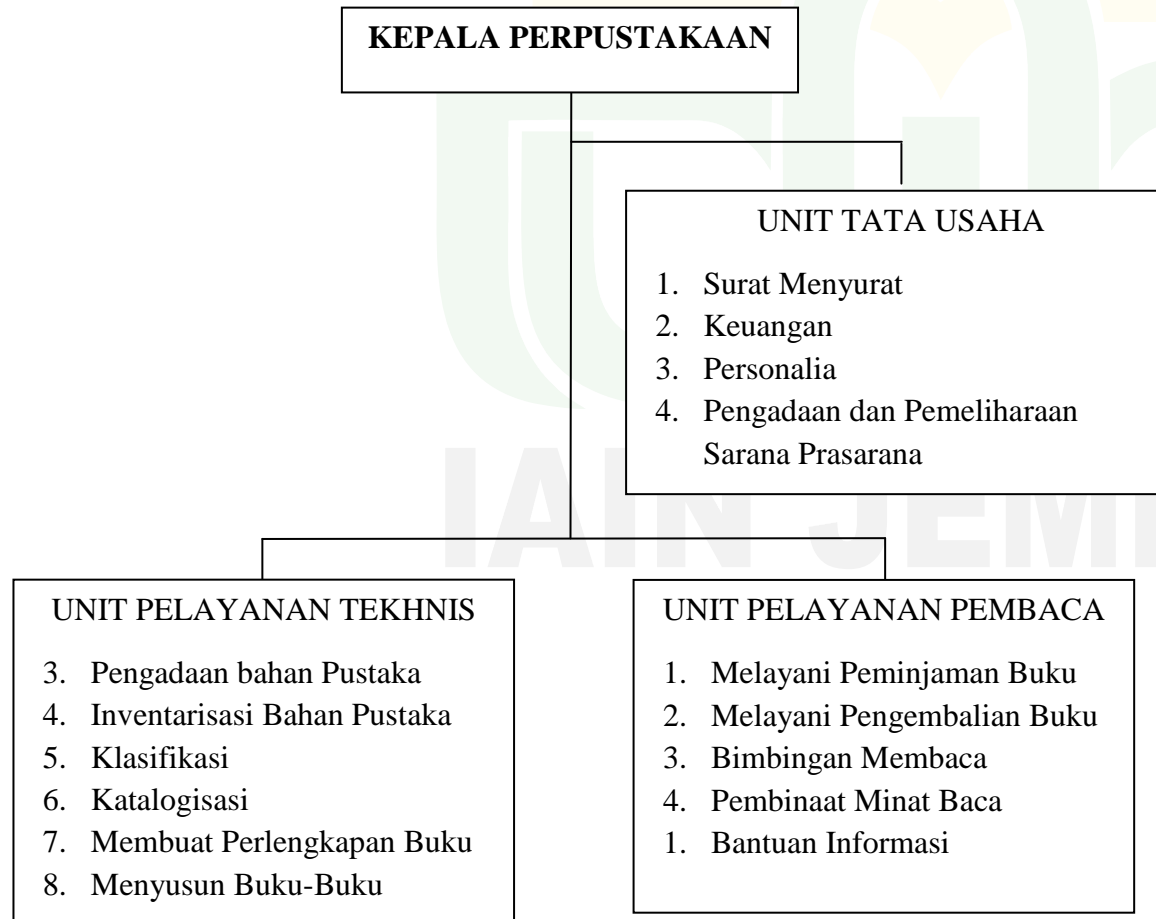 KEPALA PERPUSTAKAAN
UNIT TATA USAHA
1. Surat Menyurat
2. Keuangan
3. Personalia
4. Pengadaan dan Pemeliharaan
Sarana Prasarana
IAIN JEM
UNIT PELAYANAN TEKHNIS
3. Pengadaan bahan Pustaka
4. Inventarisasi Bahan Pustaka
5. Klasifikasi
6. Katalogisasi
7. Membuat Perlengkapan Buku
8. Menyusun Buku-Buku
UNIT PELAYANAN PEMBACA
1. Melayani Peminjaman Buku
2. Melayani Pengembalian Buku
3. Bimbingan Membaca
4. Pembinaat Minat Baca
1. Bantuan Informasi